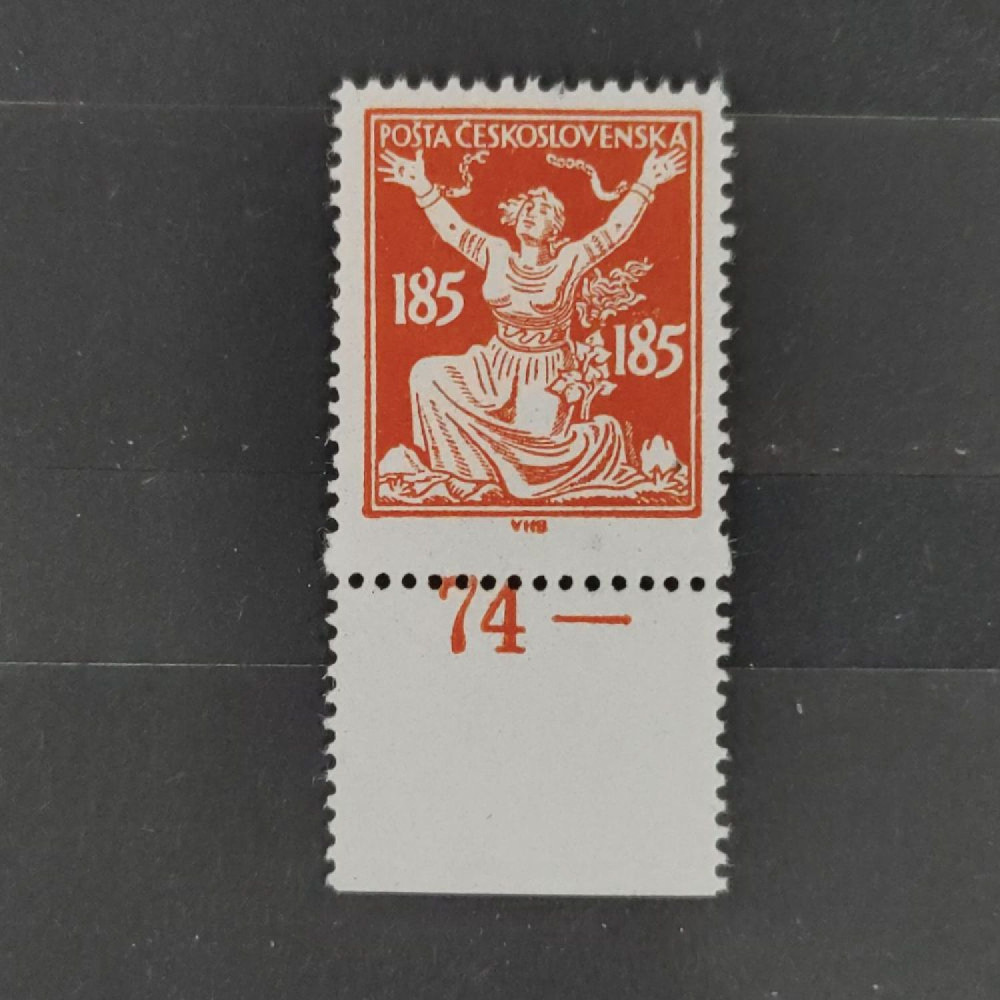 POŠTA ČESKOSLOVENSKÁ
185
185
VHB
74 —